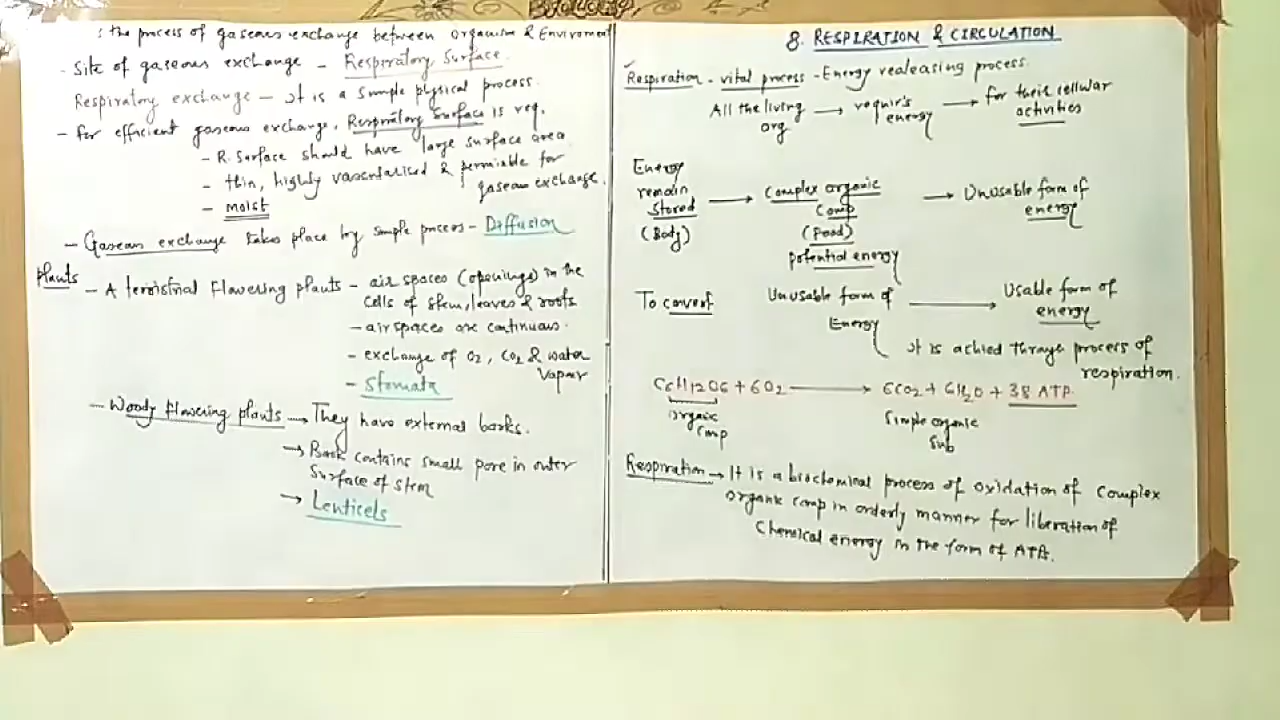 Biology
: the process of gaseous exchange between organism & Enviroment
- Site of gaseous exchange - Respiratory Surface
Respiratory exchange - It is a simple physical process.
- for efficient gaseous exchange, Respiratory Surface is req.
- R. Surface should have large surface area
- thin, highly vascularised & permiable for
gaseous exchange.
- moist
- Gaseous exchange takes place by simple process - Diffusion
Plants
- A terristrial Flowering plants - air spaces (openings) in the
cells of stem, leaves & roots
- air spaces are continuous.
- exchange of O2, CO2 & water
Vapour
- Stomata
- Woody flowering plants → They have external barks.
→ Bark contains small pore in outer
Surface of stem
→ Lenticels
8. RESPIRATION & CIRCULATION
Respiration - vital process - Energy realeasing process.
All the living org → require's energy → for their cellular activities
Energy remain stored (Body) → Complex organic Comp (Food) → Unusable form of energy
potential energy
To convert Unusable form of Energy → Usable form of energy
It is achied through process of
respiration.
C6H12O6 + 6O2 → 6CO2 + 6H2O + 38 ATP.
organic comp
Simple organic Sub
Respiration → It is a biochemical process of oxidation of complex
organic comp in orderly manner for liberation of
Chemical energy in the form of ATP.